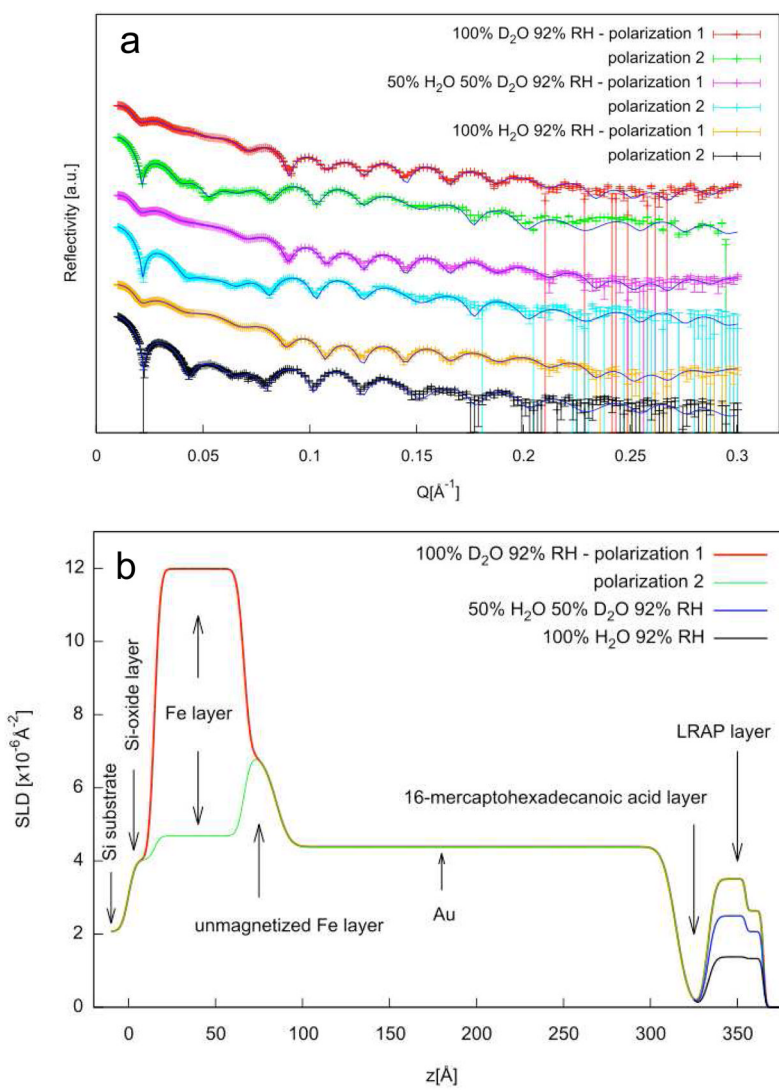 a
100% D₂O 92% RH - polarization 1
polarization 2
50% H₂O 50% D₂O 92% RH - polarization 1
polarization 2
100% H₂O 92% RH - polarization 1
polarization 2
Reflectivity [a.u.]
0 0.05 0.1 0.15 0.2 0.25 0.3
Q[Å⁻¹]
b
100% D₂O 92% RH - polarization 1
polarization 2
50% H₂O 50% D₂O 92% RH
100% H₂O 92% RH
12
10
8
6
4
2
0
SLD [x10⁻⁶Å⁻²]
Si substrate
Si-oxide layer
Fe layer
unmagnetized Fe layer
Au
16-mercaptohexadecanoic acid layer
LRAP layer
0 50 100 150 200 250 300 350
z[Å]